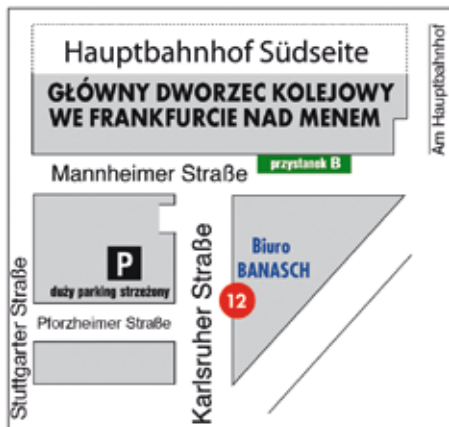 Hauptbahnhof Südseite
GŁÓWNY DWORZEC KOLEJOWY
WE FRANKFURCIE NAD MENEM
Am Hauptbahnhof
przystanek B
Mannheimer Straße
Stuttgarter Straße
P
duży parking strzeżony
Pforzheimer Straße
Karlsruher Straße
Biuro
BANASCH
12